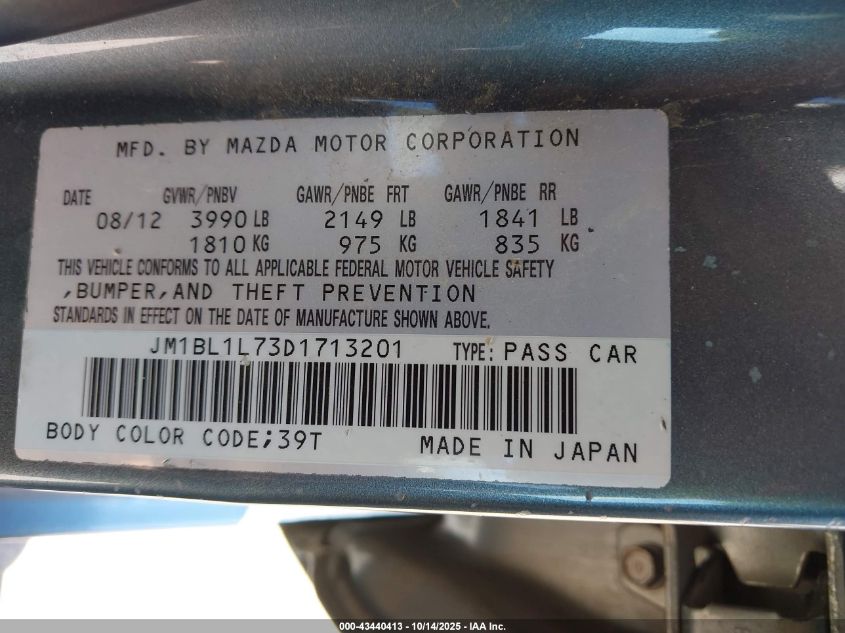 MFD. BY MAZDA MOTOR CORPORATION
DATE GVWR/PNBV GAWR/PNBE FRT GAWR/PNBE RR
08/12 3990 LB 2149 LB 1841 LB
1810 KG 975 KG 835 KG
THIS VEHICLE CONFORMS TO ALL APPLICABLE FEDERAL MOTOR VEHICLE SAFETY
,BUMPER,AND THEFT PREVENTION
STANDARDS IN EFFECT ON THE DATE OF MANUFACTURE SHOWN ABOVE.
JM1BL1L73D1713201 TYPE: PASS CAR
BODY COLOR CODE;39T MADE IN JAPAN
000-43440413 - 10/14/2025 - IAA Inc.